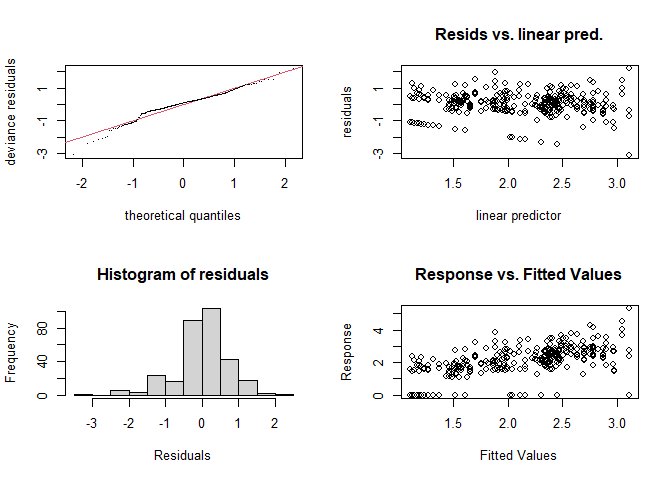 deviance residuals
-3 -1 1
-2 -1 0 1 2
theoretical quantiles
Resids vs. linear pred.
residuals
-3 -1 1
1.5 2.0 2.5 3.0
linear predictor
Histogram of residuals
Frequency
0 40 80
-3 -2 -1 0 1 2
Residuals
Response vs. Fitted Values
Response
0 2 4
1.5 2.0 2.5 3.0
Fitted Values